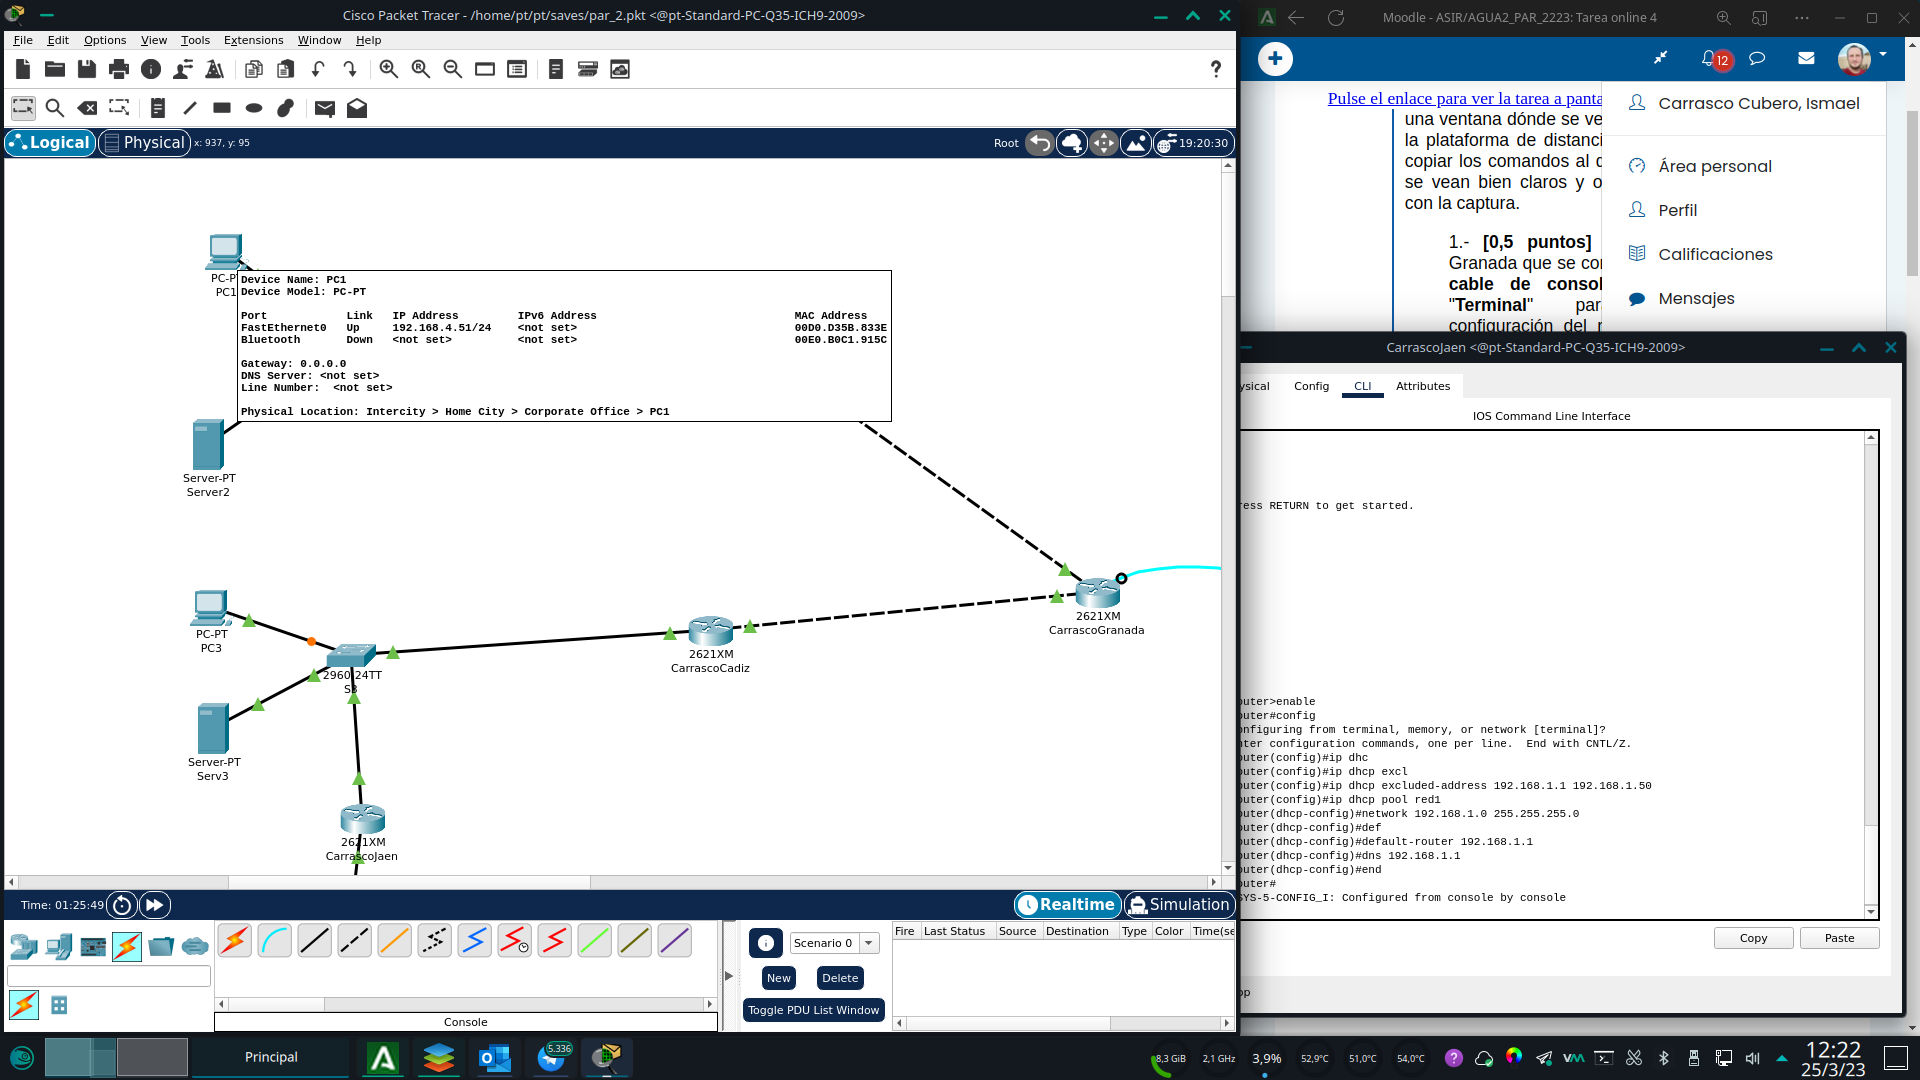 Cisco Packet Tracer - /home/pt/pt/saves/par_2.pkt <@pt-Standard-PC-Q35-ICH9-2009>
File Edit Options View Tools Extensions Window Help
Logical Physical x: 937, y: 95
Root 19:20:30
PC-PT
PC1
Device Name: PC1
Device Model: PC-PT
Port Link IP Address IPv6 Address MAC Address
FastEthernet0 Up 192.168.4.51/24 <not set> 00D0.D35B.833E
Bluetooth Down <not set> <not set> 00E0.B0C1.915C
Gateway: 0.0.0.0
DNS Server: <not set>
Line Number: <not set>
Physical Location: Intercity > Home City > Corporate Office > PC1
Server-PT
Server2
PC-PT
PC3
2960-24TT
S3
Server-PT
Serv3
2621XM
CarrascoJaen
2621XM
CarrascoCadiz
2621XM
CarrascoGranada
Time: 01:25:49
Realtime Simulation
Scenario 0
New Delete
Toggle PDU List Window
Fire Last Status Source Destination Type Color Time(se
Console
Moodle - ASIR/AGUA2_PAR_2223: Tarea online 4
12
Pulse el enlace para ver la tarea a panta
una ventana dónde se ve
la plataforma de distanci
copiar los comandos al d
se vean bien claros y o
con la captura.
1.- [0,5 puntos]
Granada que se co
cable de consol
"Terminal" par
configuración del r
Carrasco Cubero, Ismael
Área personal
Perfil
Calificaciones
Mensajes
CarrascoJaen <@pt-Standard-PC-Q35-ICH9-2009>
ysical Config CLI Attributes
IOS Command Line Interface
ress RETURN to get started.
outer>enable
outer#config
onfiguring from terminal, memory, or network [terminal]?
nter configuration commands, one per line. End with CNTL/Z.
outer(config)#ip dhc
outer(config)#ip dhcp excl
outer(config)#ip dhcp excluded-address 192.168.1.1 192.168.1.50
outer(config)#ip dhcp pool red1
outer(dhcp-config)#network 192.168.1.0 255.255.255.0
outer(dhcp-config)#def
outer(dhcp-config)#default-router 192.168.1.1
outer(dhcp-config)#dns 192.168.1.1
outer(dhcp-config)#end
outer#
SYS-5-CONFIG_I: Configured from console by console
Copy Paste
op
Principal
5.336
8,3 GiB 2,1 GHz 3,9% 52,9°C 51,0°C 54,0°C
12:22
25/3/23